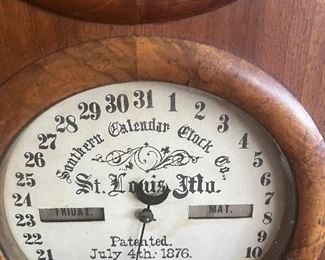 21 22 23 24 25 26 27 28 29 30 31 1 2 3 4 5 6 7 8 9 10
Southern Calendar Clock Co.
St. Louis, Mo.
FRIDAY. MAY.
Patented.
July 4th. 1876.